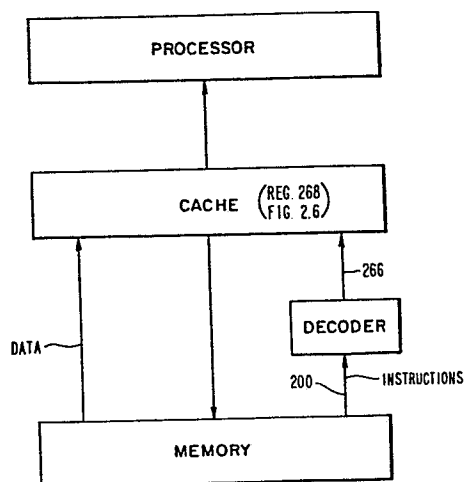 PROCESSOR
CACHE (REG. 268
FIG. 2.6)
266
DECODER
DATA
200
INSTRUCTIONS
MEMORY